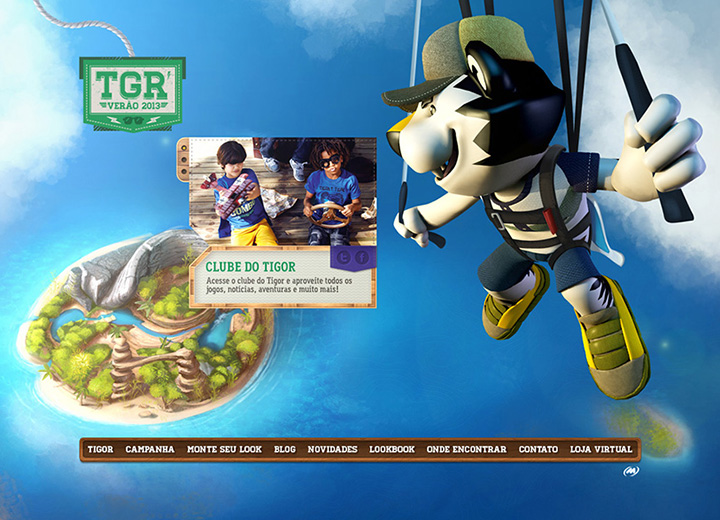 TGR'
VERÃO 2013
CLUBE DO TIGOR
Acesse o clube do Tigor e aproveite todos os
jogos, notícias, aventuras e muito mais!
TIGOR CAMPANHA MONTE SEU LOOK BLOG NOVIDADES LOOKBOOK ONDE ENCONTRAR CONTATO LOJA VIRTUAL